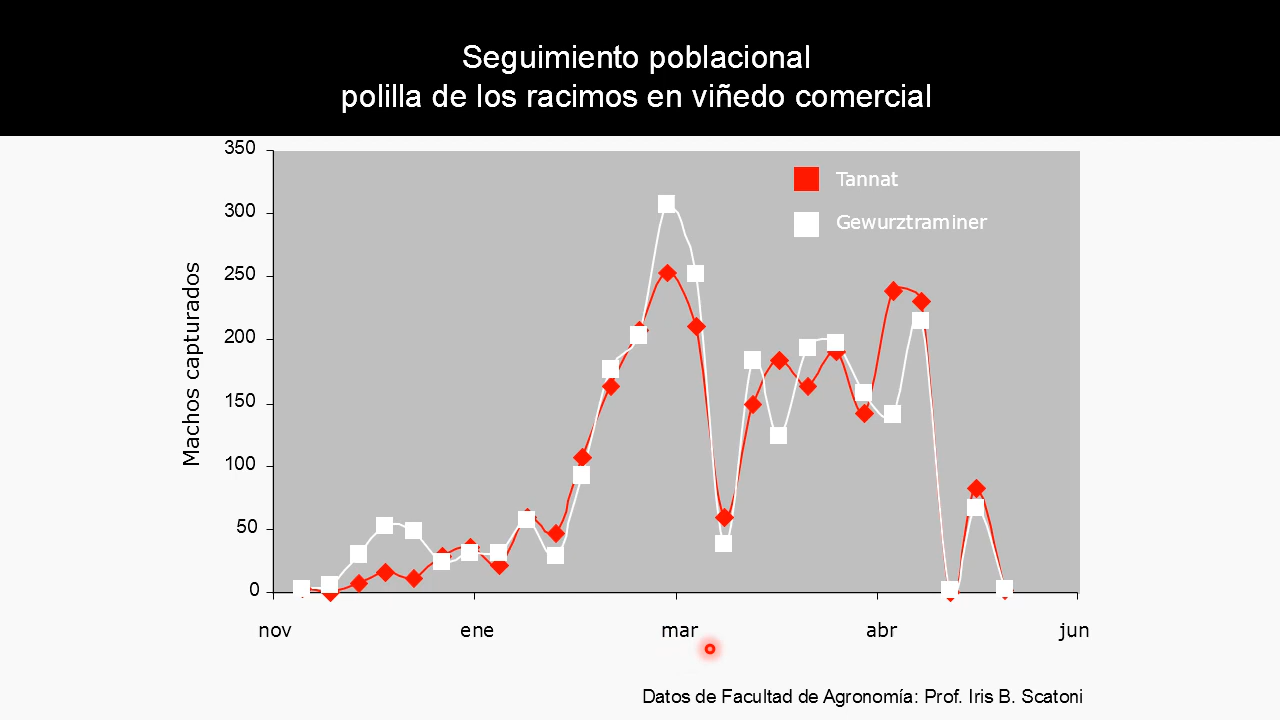 Seguimiento poblacional
polilla de los racimos en viñedo comercial
350
300
250
200
150
100
50
0
Machos capturados
Tannat
Gewurztraminer
nov ene mar abr jun
Datos de Facultad de Agronomía: Prof. Iris B. Scatoni